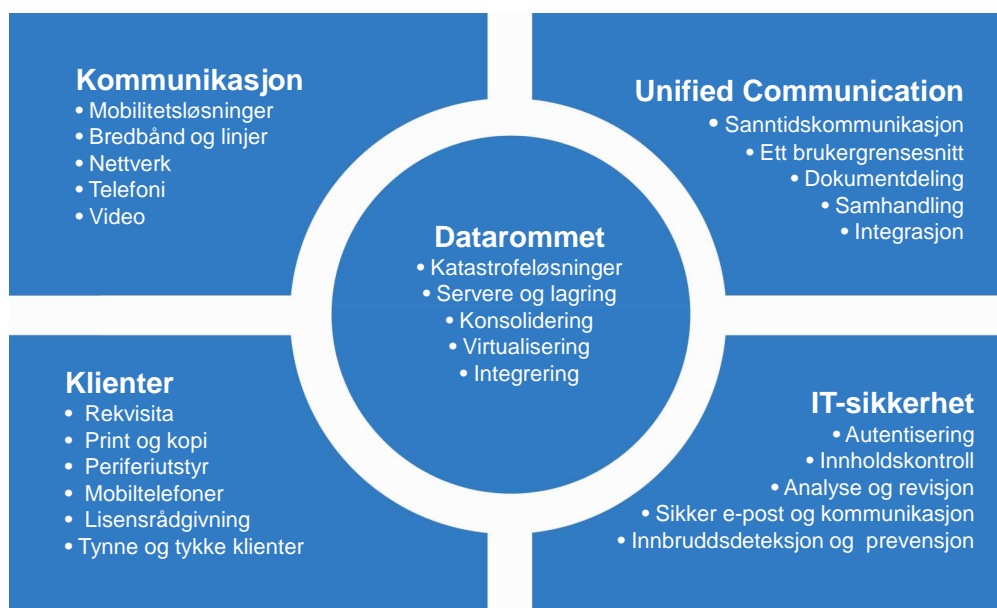 Kommunikasjon
• Mobilitetsløsninger
• Bredbånd og linjer
• Nettverk
• Telefoni
• Video
Unified Communication
• Sanntidskommunikasjon
• Ett brukergrensesnitt
• Dokumentdeling
• Samhandling
• Integrasjon
Datarommet
• Katastrofeløsninger
• Servere og lagring
• Konsolidering
• Virtualisering
• Integrering
Klienter
• Rekvisita
• Print og kopi
• Periferiutstyr
• Mobiltelefoner
• Lisensrådgivning
• Tynne og tykke klienter
IT-sikkerhet
• Autentisering
• Innholdskontroll
• Analyse og revisjon
• Sikker e-post og kommunikasjon
• Innbruddsdeteksjon og prevensjon